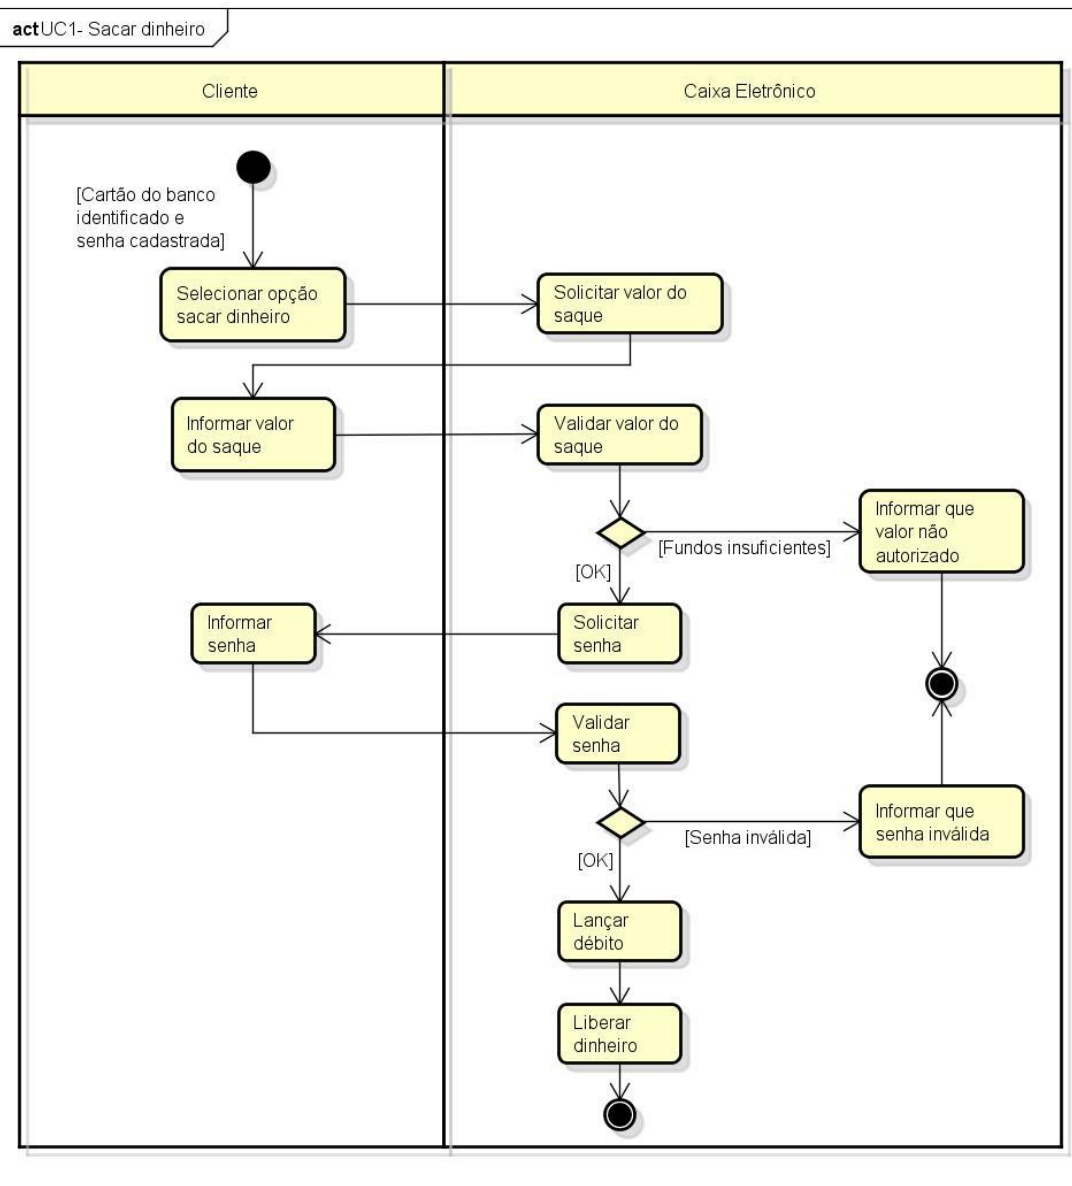 act UC1- Sacar dinheiro
Cliente
Caixa Eletrônico
[Cartão do banco
identificado e
senha cadastrada]
Selecionar opção
sacar dinheiro
Solicitar valor do
saque
Informar valor
do saque
Validar valor do
saque
[Fundos insuficientes]
Informar que
valor não
autorizado
[OK]
Solicitar
senha
Informar
senha
Validar
senha
[Senha inválida]
Informar que
senha inválida
[OK]
Lançar
débito
Liberar
dinheiro